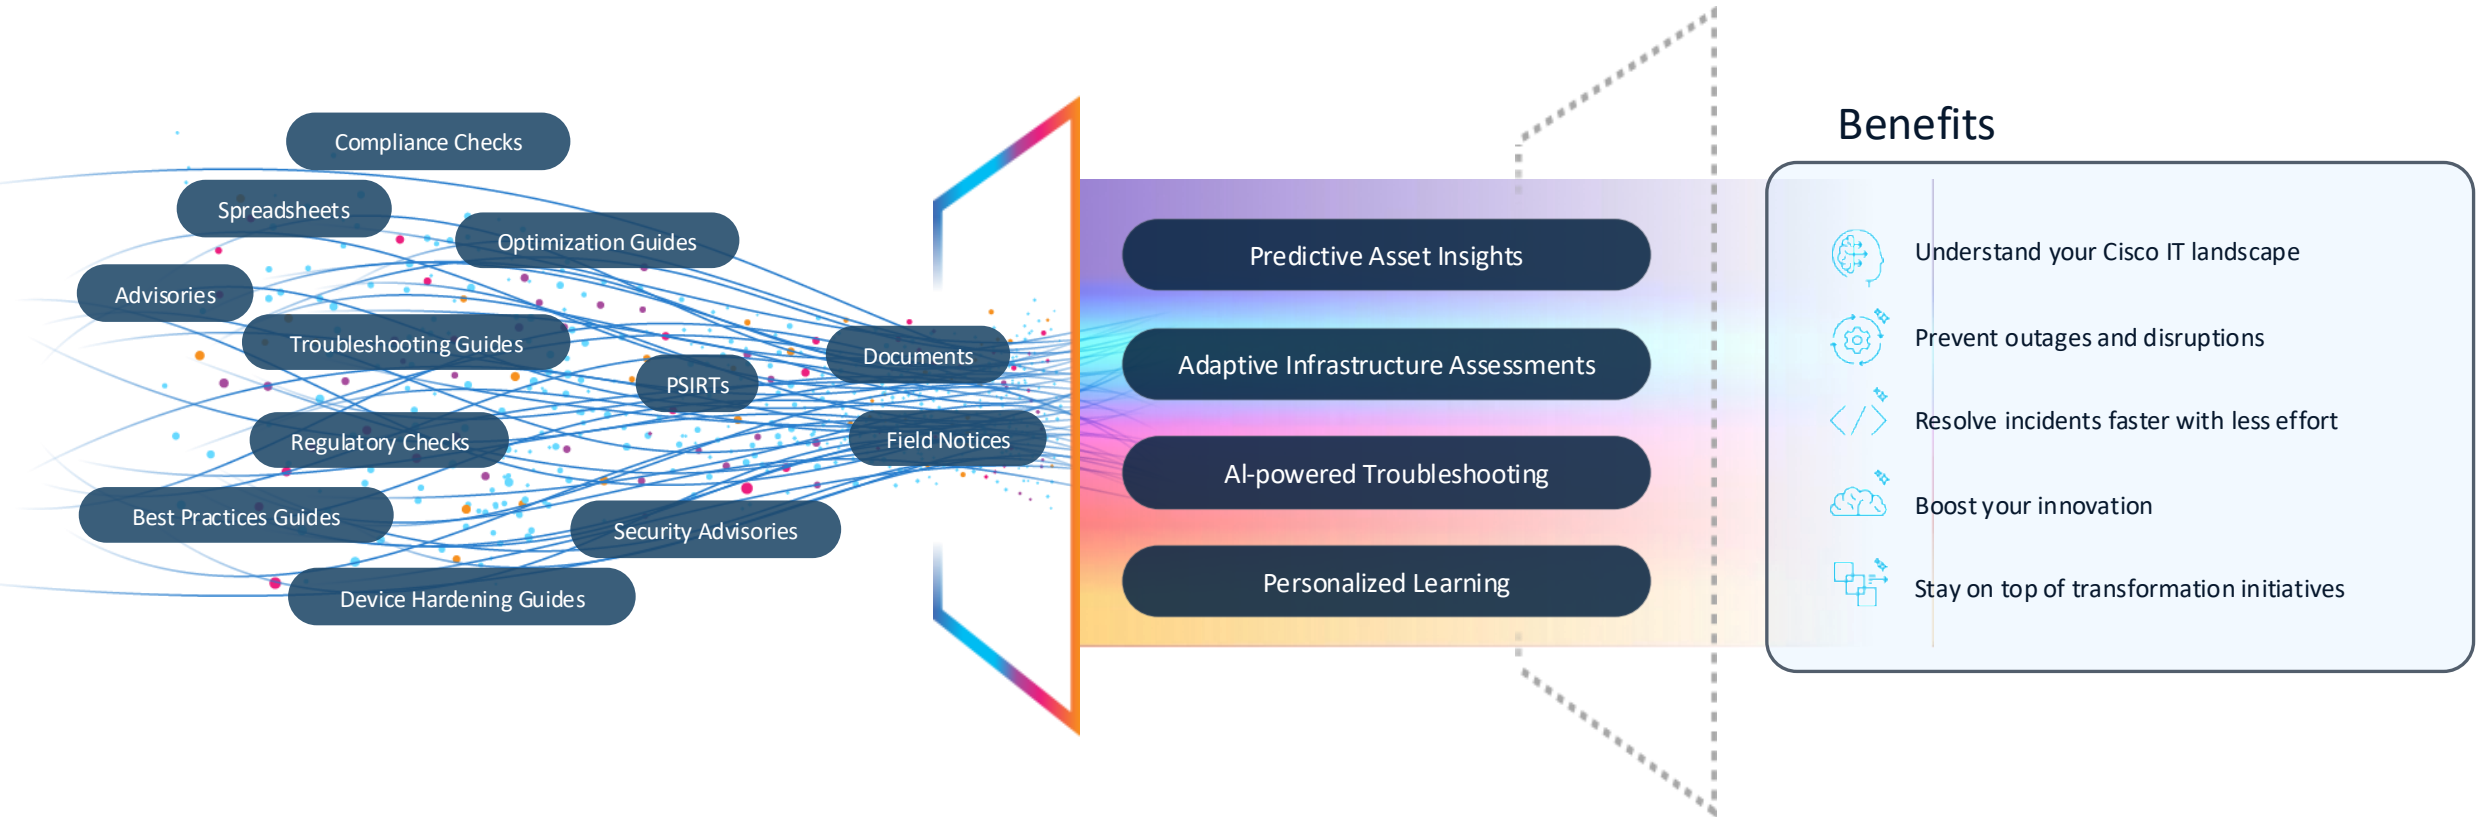 Compliance Checks
Spreadsheets
Optimization Guides
Advisories
Troubleshooting Guides
Documents
PSIRTs
Regulatory Checks
Field Notices
Best Practices Guides
Security Advisories
Device Hardening Guides
Predictive Asset Insights
Adaptive Infrastructure Assessments
AI-powered Troubleshooting
Personalized Learning
Benefits
Understand your Cisco IT landscape
Prevent outages and disruptions
Resolve incidents faster with less effort
Boost your innovation
Stay on top of transformation initiatives